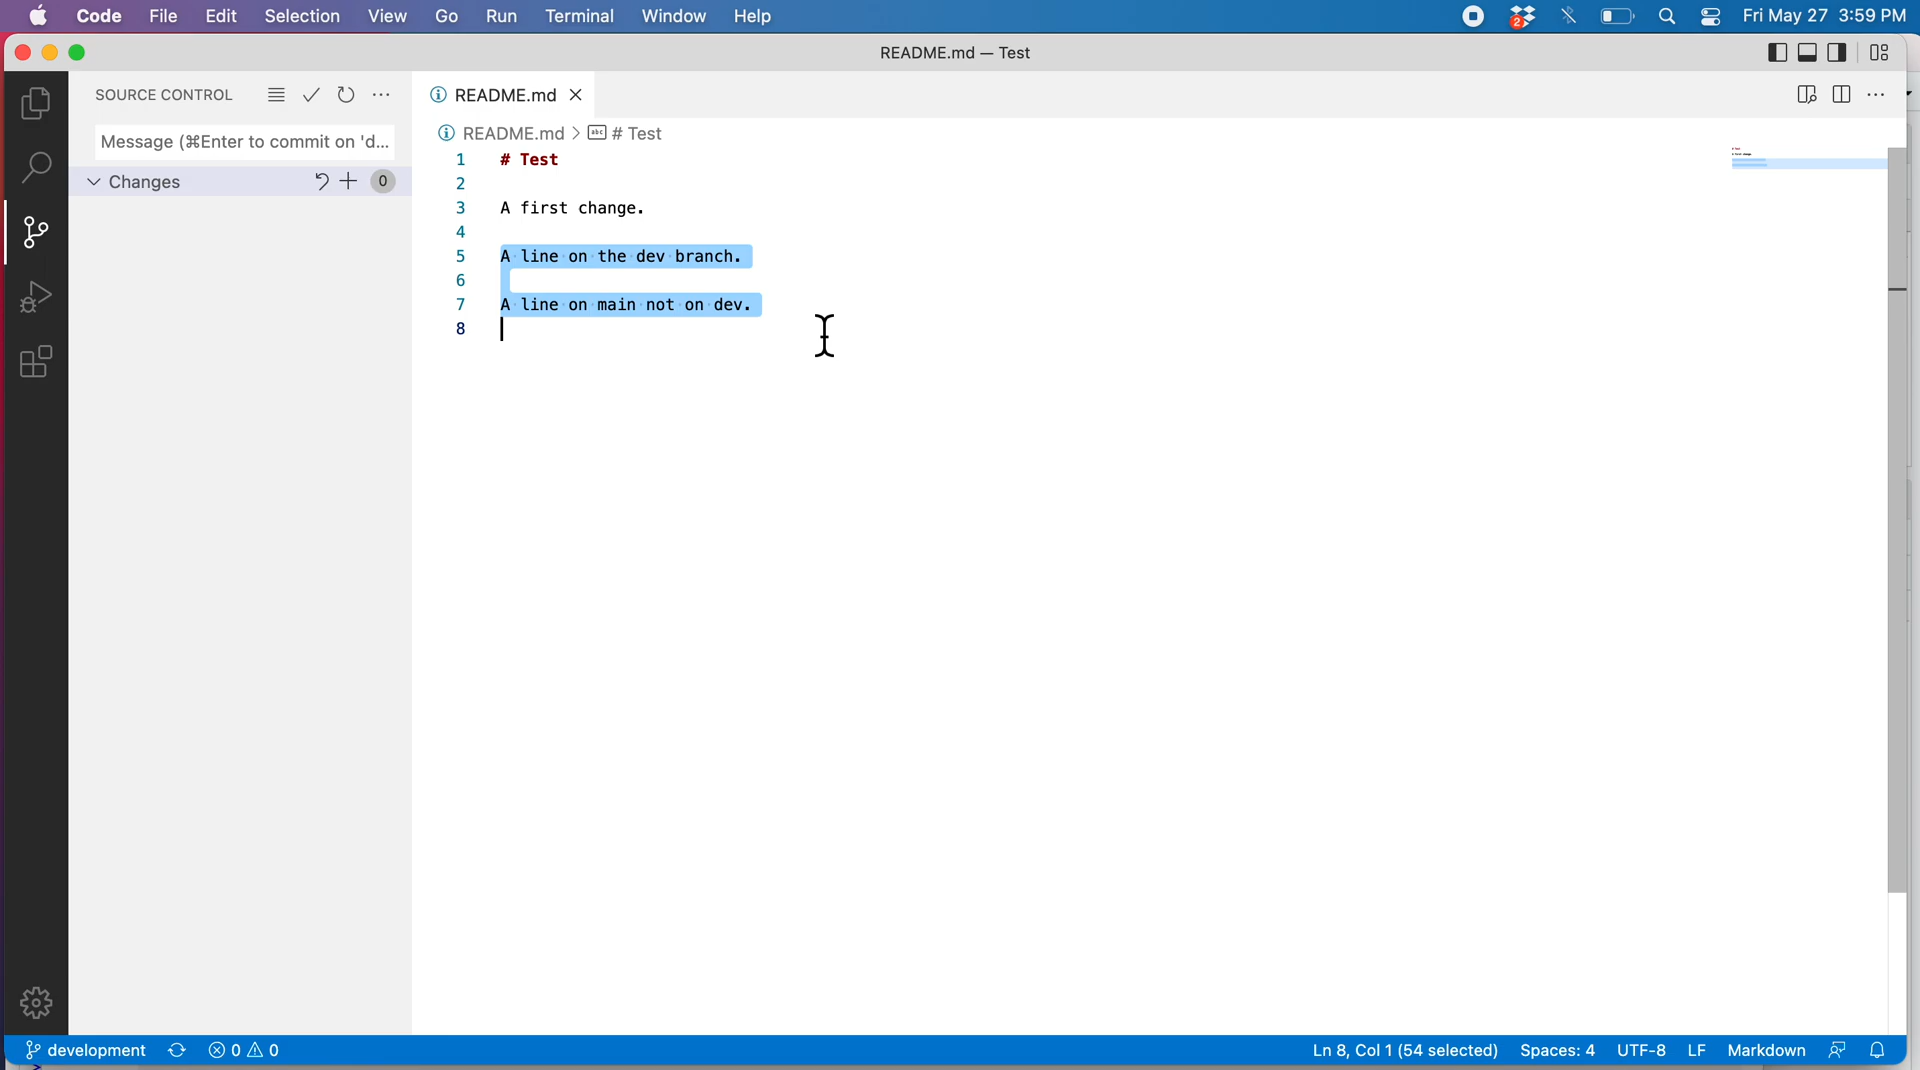 Code File Edit Selection View Go Run Terminal Window Help 2 Fri May 27 3:59 PM
README.md — Test
SOURCE CONTROL
README.md
Message (⌘Enter to commit on 'd...
README.md > # Test
Changes 0
1 # Test
2
3 A first change.
4
5 A line on the dev branch.
6
7 A line on main not on dev.
8
development 0 0 Ln 8, Col 1 (54 selected) Spaces: 4 UTF-8 LF Markdown